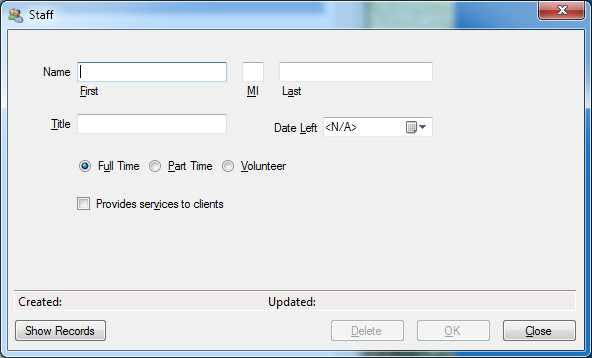 Staff
Name
First MI Last
Title Date Left <N/A>
Full Time Part Time Volunteer
Provides services to clients
Created: Updated:
Show Records Delete OK Close